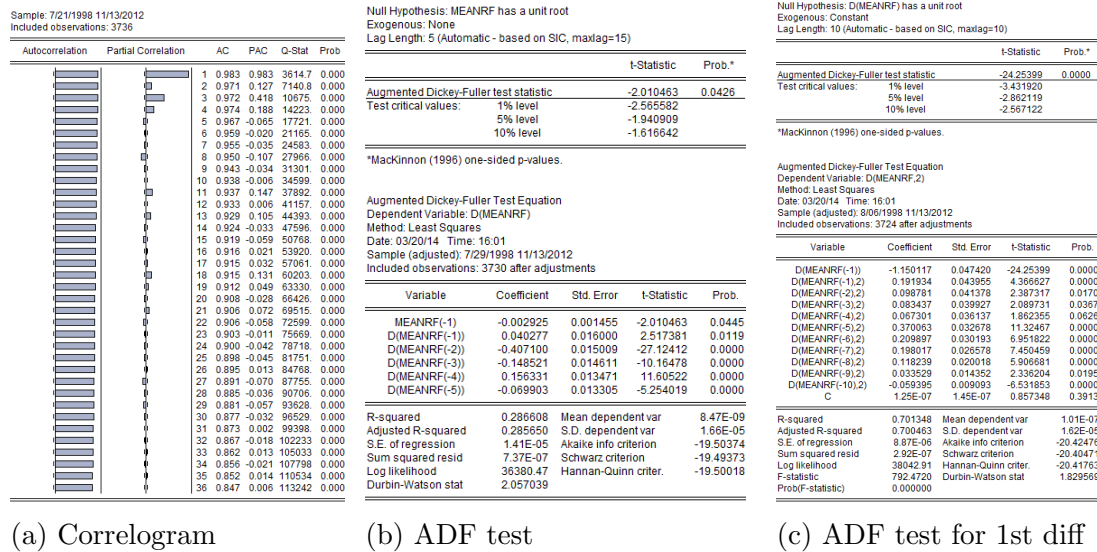 Sample: 7/21/1998 11/13/2012
Included observations: 3736
Autocorrelation Partial Correlation AC PAC Q-Stat Prob
1 0.983 0.983 3614.7 0.000
2 0.971 0.127 7140.8 0.000
3 0.972 0.418 10675. 0.000
4 0.974 0.188 14223. 0.000
5 0.967 -0.065 17721. 0.000
6 0.959 -0.020 21165. 0.000
7 0.955 -0.035 24583. 0.000
8 0.950 -0.107 27966. 0.000
9 0.943 -0.034 31301. 0.000
10 0.938 -0.006 34599. 0.000
11 0.937 0.147 37892. 0.000
12 0.933 0.006 41157. 0.000
13 0.929 0.105 44393. 0.000
14 0.924 -0.033 47596. 0.000
15 0.919 -0.059 50768. 0.000
16 0.916 0.021 53920. 0.000
17 0.915 0.032 57061. 0.000
18 0.915 0.131 60203. 0.000
19 0.912 0.049 63330. 0.000
20 0.908 -0.028 66426. 0.000
21 0.906 0.072 69515. 0.000
22 0.906 -0.058 72599. 0.000
23 0.903 -0.011 75669. 0.000
24 0.900 -0.042 78718. 0.000
25 0.898 -0.045 81751. 0.000
26 0.895 0.013 84768. 0.000
27 0.891 -0.070 87755. 0.000
28 0.885 -0.036 90706. 0.000
29 0.881 -0.057 93628. 0.000
30 0.877 -0.032 96529. 0.000
31 0.873 0.002 99398. 0.000
32 0.867 -0.018 102233 0.000
33 0.862 0.013 105033 0.000
34 0.856 -0.021 107798 0.000
35 0.852 0.014 110534 0.000
36 0.847 0.006 113242 0.000
(a) Correlogram
Null Hypothesis: MEANRF has a unit root
Exogenous: None
Lag Length: 5 (Automatic - based on SIC, maxlag=15)
t-Statistic Prob.*
Augmented Dickey-Fuller test statistic -2.010463 0.0426
Test critical values: 1% level -2.565582
5% level -1.940909
10% level -1.616642
*MacKinnon (1996) one-sided p-values.
Augmented Dickey-Fuller Test Equation
Dependent Variable: D(MEANRF)
Method: Least Squares
Date: 03/20/14 Time: 16:01
Sample (adjusted): 7/29/1998 11/13/2012
Included observations: 3730 after adjustments
Variable Coefficient Std. Error t-Statistic Prob.
MEANRF(-1) -0.002925 0.001455 -2.010463 0.0445
D(MEANRF(-1)) 0.040277 0.016000 2.517381 0.0119
D(MEANRF(-2)) -0.407100 0.015009 -27.12412 0.0000
D(MEANRF(-3)) -0.148521 0.014611 -10.16478 0.0000
D(MEANRF(-4)) 0.156331 0.013471 11.60522 0.0000
D(MEANRF(-5)) -0.069903 0.013305 -5.254019 0.0000
R-squared 0.286608 Mean dependent var 8.47E-09
Adjusted R-squared 0.285650 S.D. dependent var 1.66E-05
S.E. of regression 1.41E-05 Akaike info criterion -19.50374
Sum squared resid 7.37E-07 Schwarz criterion -19.49373
Log likelihood 36380.47 Hannan-Quinn criter. -19.50018
Durbin-Watson stat 2.057039
(b) ADF test
Null Hypothesis: D(MEANRF) has a unit root
Exogenous: Constant
Lag Length: 10 (Automatic - based on SIC, maxlag=10)
t-Statistic Prob.*
Augmented Dickey-Fuller test statistic -24.25399 0.0000
Test critical values: 1% level -3.431920
5% level -2.862119
10% level -2.567122
*MacKinnon (1996) one-sided p-values.
Augmented Dickey-Fuller Test Equation
Dependent Variable: D(MEANRF,2)
Method: Least Squares
Date: 03/20/14 Time: 16:01
Sample (adjusted): 8/06/1998 11/13/2012
Included observations: 3724 after adjustments
Variable Coefficient Std. Error t-Statistic Prob.
D(MEANRF(-1)) -1.150117 0.047420 -24.25399 0.0000
D(MEANRF(-1),2) 0.191934 0.043955 4.366627 0.0000
D(MEANRF(-2),2) 0.098781 0.041378 2.387317 0.0170
D(MEANRF(-3),2) 0.083437 0.039927 2.089731 0.0367
D(MEANRF(-4),2) 0.067301 0.036137 1.862355 0.0626
D(MEANRF(-5),2) 0.370063 0.032678 11.32467 0.0000
D(MEANRF(-6),2) 0.209897 0.030193 6.951822 0.0000
D(MEANRF(-7),2) 0.198017 0.026578 7.450459 0.0000
D(MEANRF(-8),2) 0.118239 0.020018 5.906681 0.0000
D(MEANRF(-9),2) 0.033529 0.014352 2.336204 0.0195
D(MEANRF(-10),2) -0.059395 0.009093 -6.531853 0.0000
C 1.25E-07 1.45E-07 0.857348 0.3913
R-squared 0.701348 Mean dependent var 1.01E-07
Adjusted R-squared 0.700463 S.D. dependent var 1.62E-05
S.E. of regression 8.87E-06 Akaike info criterion -20.42476
Sum squared resid 2.92E-07 Schwarz criterion -20.40471
Log likelihood 38042.91 Hannan-Quinn criter. -20.41763
F-statistic 792.4720 Durbin-Watson stat 1.829569
Prob(F-statistic) 0.000000
(c) ADF test for 1st diff